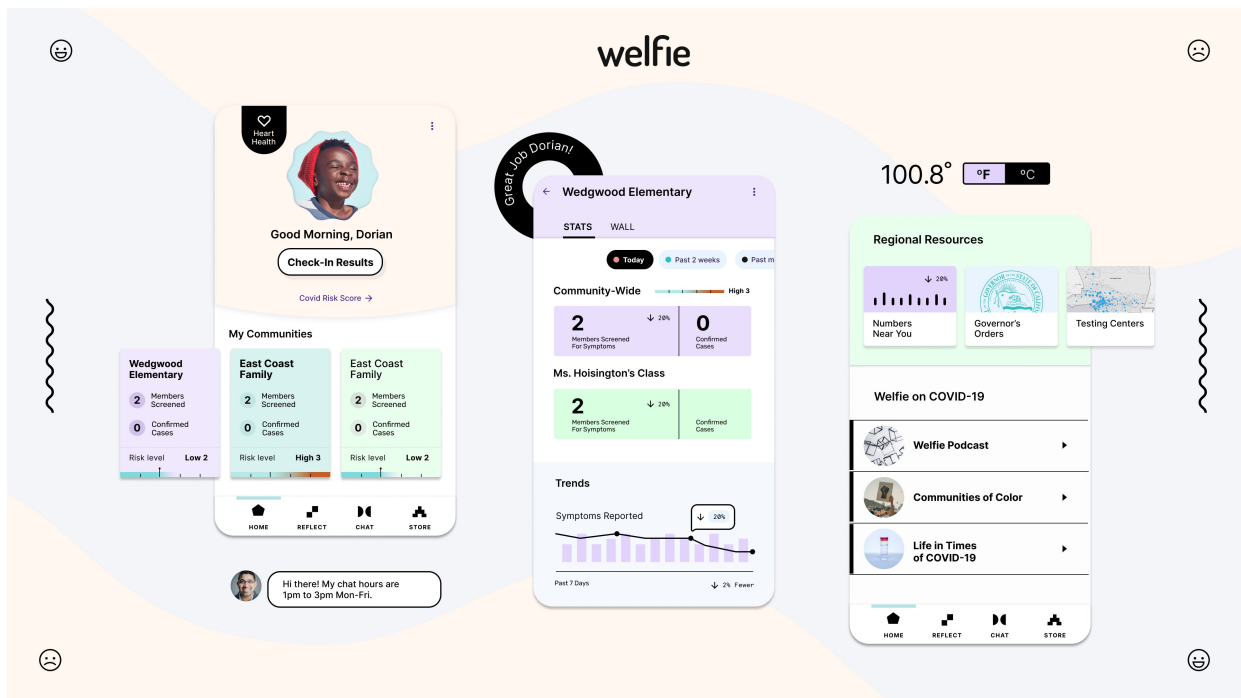 welfie
Heart
Health
Good Morning, Dorian
Check-In Results
Covid Risk Score →
My Communities
Wedgwood
Elementary
2 Members
Screened
0 Confirmed
Cases
Risk level Low 2
East Coast
Family
2 Members
Screened
0 Confirmed
Cases
Risk level High 3
East Coast
Family
2 Members
Screened
0 Confirmed
Cases
Risk level Low 2
HOME REFLECT CHAT STORE
Hi there! My chat hours are
1pm to 3pm Mon-Fri.
Great Job Dorian!
← Wedgwood Elementary
STATS WALL
Today Past 2 weeks Past m
Community-Wide High 3
2 ↓ 20% 0
Members Screened
For Symptoms
Confirmed
Cases
Ms. Hoisington's Class
2 ↓ 20%
Members Screened
For Symptoms
Confirmed
Cases
Trends
Symptoms Reported
↓ 20%
Past 7 Days ↓ 2% Fewer
100.8° ºF ºC
Regional Resources
↓ 20%
Numbers
Near You
Governor's
Orders
Testing Centers
Welfie on COVID-19
Welfie Podcast
Communities of Color
Life in Times
of COVID-19
HOME REFLECT CHAT STORE